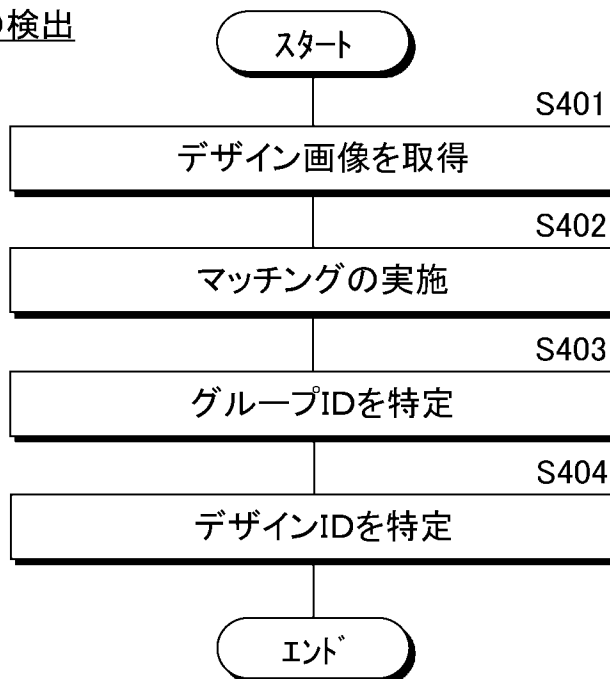 の検出
スタート
S401
デザイン画像を取得
S402
マッチングの実施
S403
グループIDを特定
S404
デザインIDを特定
エンド